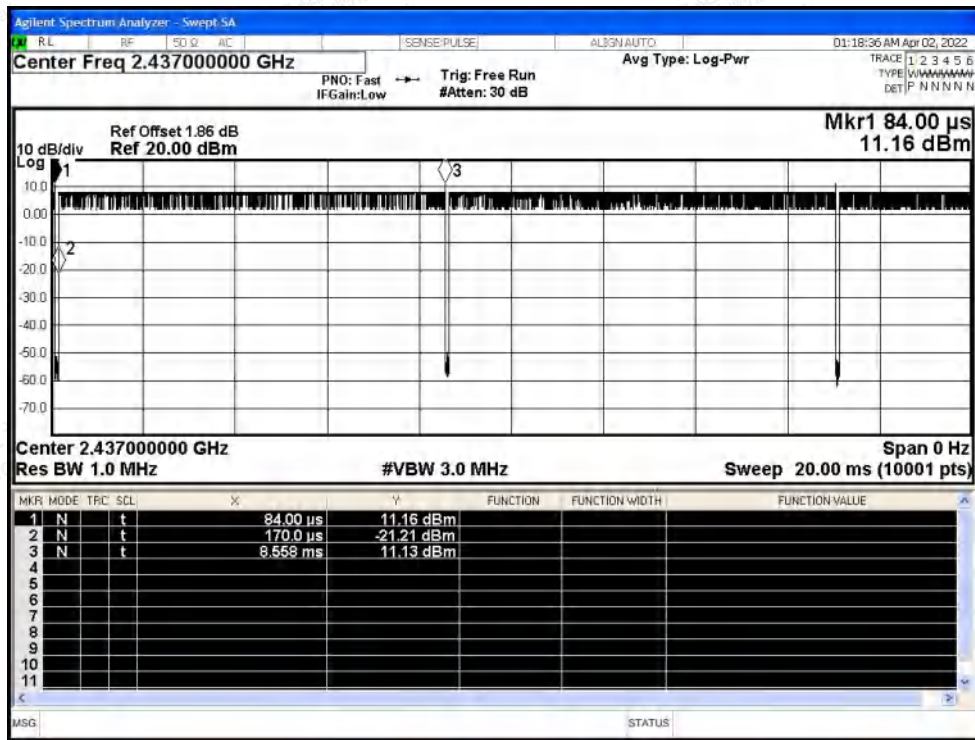 Agilent Spectrum Analyzer - Swept SA
RL RF 50 Ω AC SENSE:PULSE ALIGNAUTO 01:18:36 AM Apr 02, 2022
Center Freq 2.437000000 GHz
PNO: Fast
IFGain:Low
Trig: Free Run
#Atten: 30 dB
Avg Type: Log-Pwr
TRACE 1 2 3 4 5 6
TYPE
DET P N N N N N
Mkr1 84.00 µs
11.16 dBm
Ref Offset 1.86 dB
10 dB/div Ref 20.00 dBm
Log
1
3
10.0
0.00
-10.0
2
-20.0
-30.0
-40.0
-50.0
-60.0
-70.0
Center 2.437000000 GHz Span 0 Hz
Res BW 1.0 MHz #VBW 3.0 MHz Sweep 20.00 ms (10001 pts)
MKR MODE TRC SCL X Y FUNCTION FUNCTION WIDTH FUNCTION VALUE
1 N t 84.00 µs 11.16 dBm
2 N t 170.0 µs -21.21 dBm
3 N t 8.558 ms 11.13 dBm
4
5
6
7
8
9
10
11
MSG STATUS